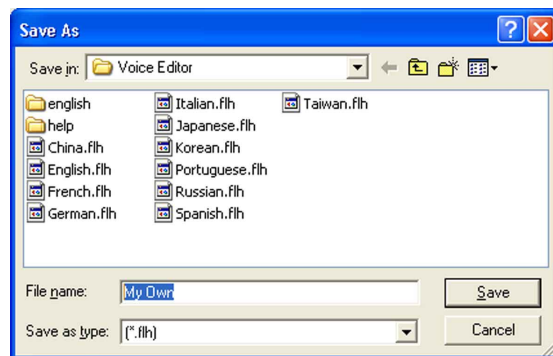 Save As
Save in: Voice Editor
english
help
China.flh
English.flh
French.flh
German.flh
Italian.flh
Japanese.flh
Korean.flh
Portuguese.flh
Russian.flh
Spanish.flh
Taiwan.flh
File name: My Own Save
Save as type: (*.flh) Cancel